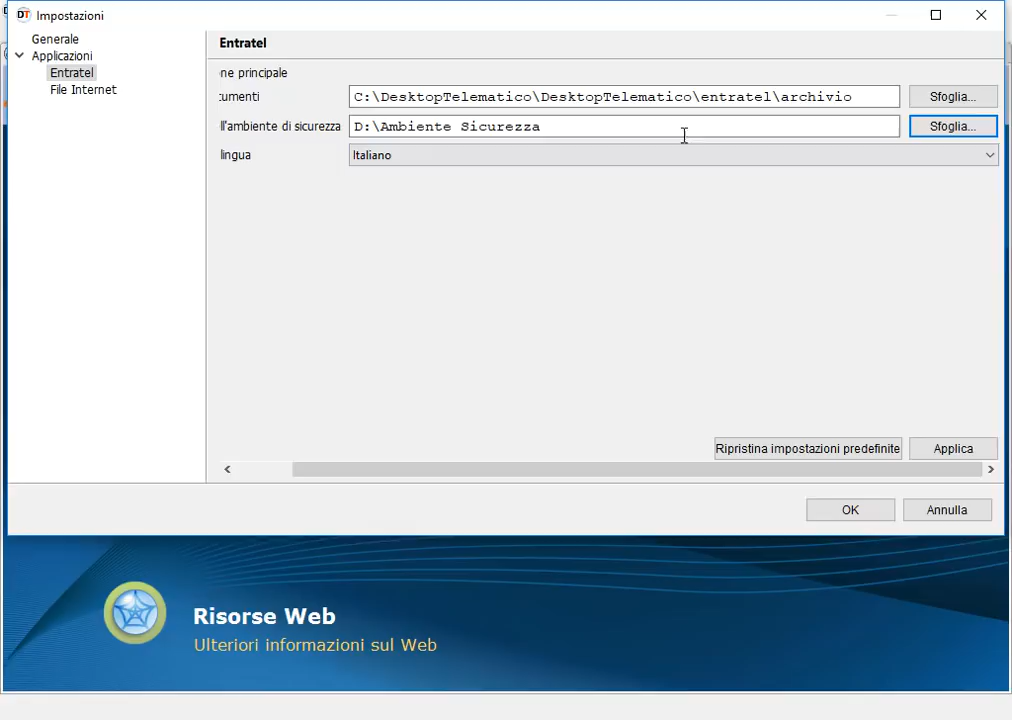 DT Impostazioni
Generale
Applicazioni
Entratel
File Internet
Entratel
ne principale
umenti
C:\DesktopTelematico\DesktopTelematico\entratel\archivio
Sfoglia...
ll'ambiente di sicurezza
D:\Ambiente Sicurezza
Sfoglia...
lingua
Italiano
Ripristina impostazioni predefinite
Applica
OK
Annulla
Risorse Web
Ulteriori informazioni sul Web